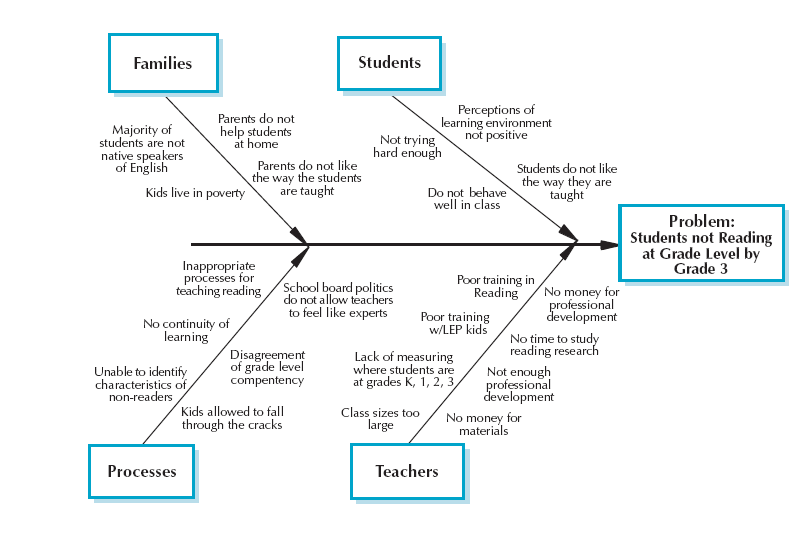 Families
Students
Majority of
students are not
native speakers
of English
Parents do not
help students
at home
Kids live in poverty
Parents do not like
the way the students
are taught
Not trying
hard enough
Perceptions of
learning environment
not positive
Do not behave
well in class
Students do not like
the way they are
taught
Problem:
Students not Reading
at Grade Level by
Grade 3
Inappropriate
processes for
teaching reading
School board politics
do not allow teachers
to feel like experts
No continuity of
learning
Disagreement
of grade level
compentency
Unable to identify
characteristics of
non-readers
Kids allowed to fall
through the cracks
Poor training in
Reading
No money for
professional
development
Poor training
w/LEP kids
No time to study
reading research
Lack of measuring
where students are
at grades K, 1, 2, 3
Not enough
professional
development
Class sizes too
large
No money for
materials
Processes
Teachers